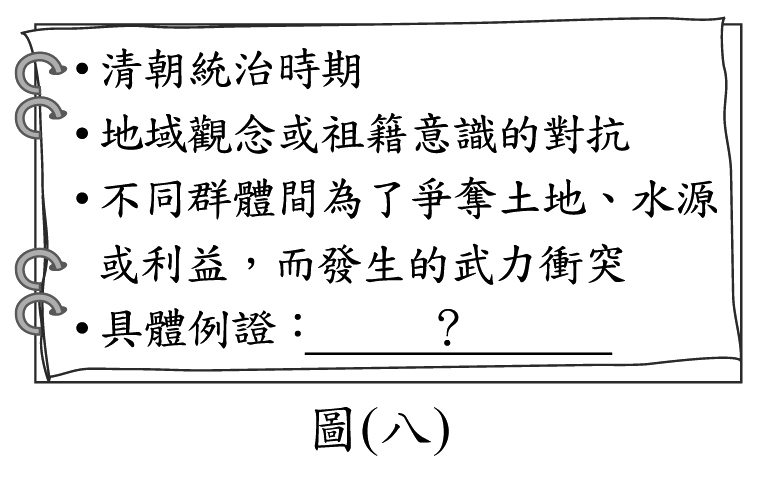 •清朝統治時期
•地域觀念或祖籍意識的對抗
•不同群體間為了爭奪土地、水源
或利益，而發生的武力衝突
•具體例證：＿＿＿？＿＿＿
圖(八)